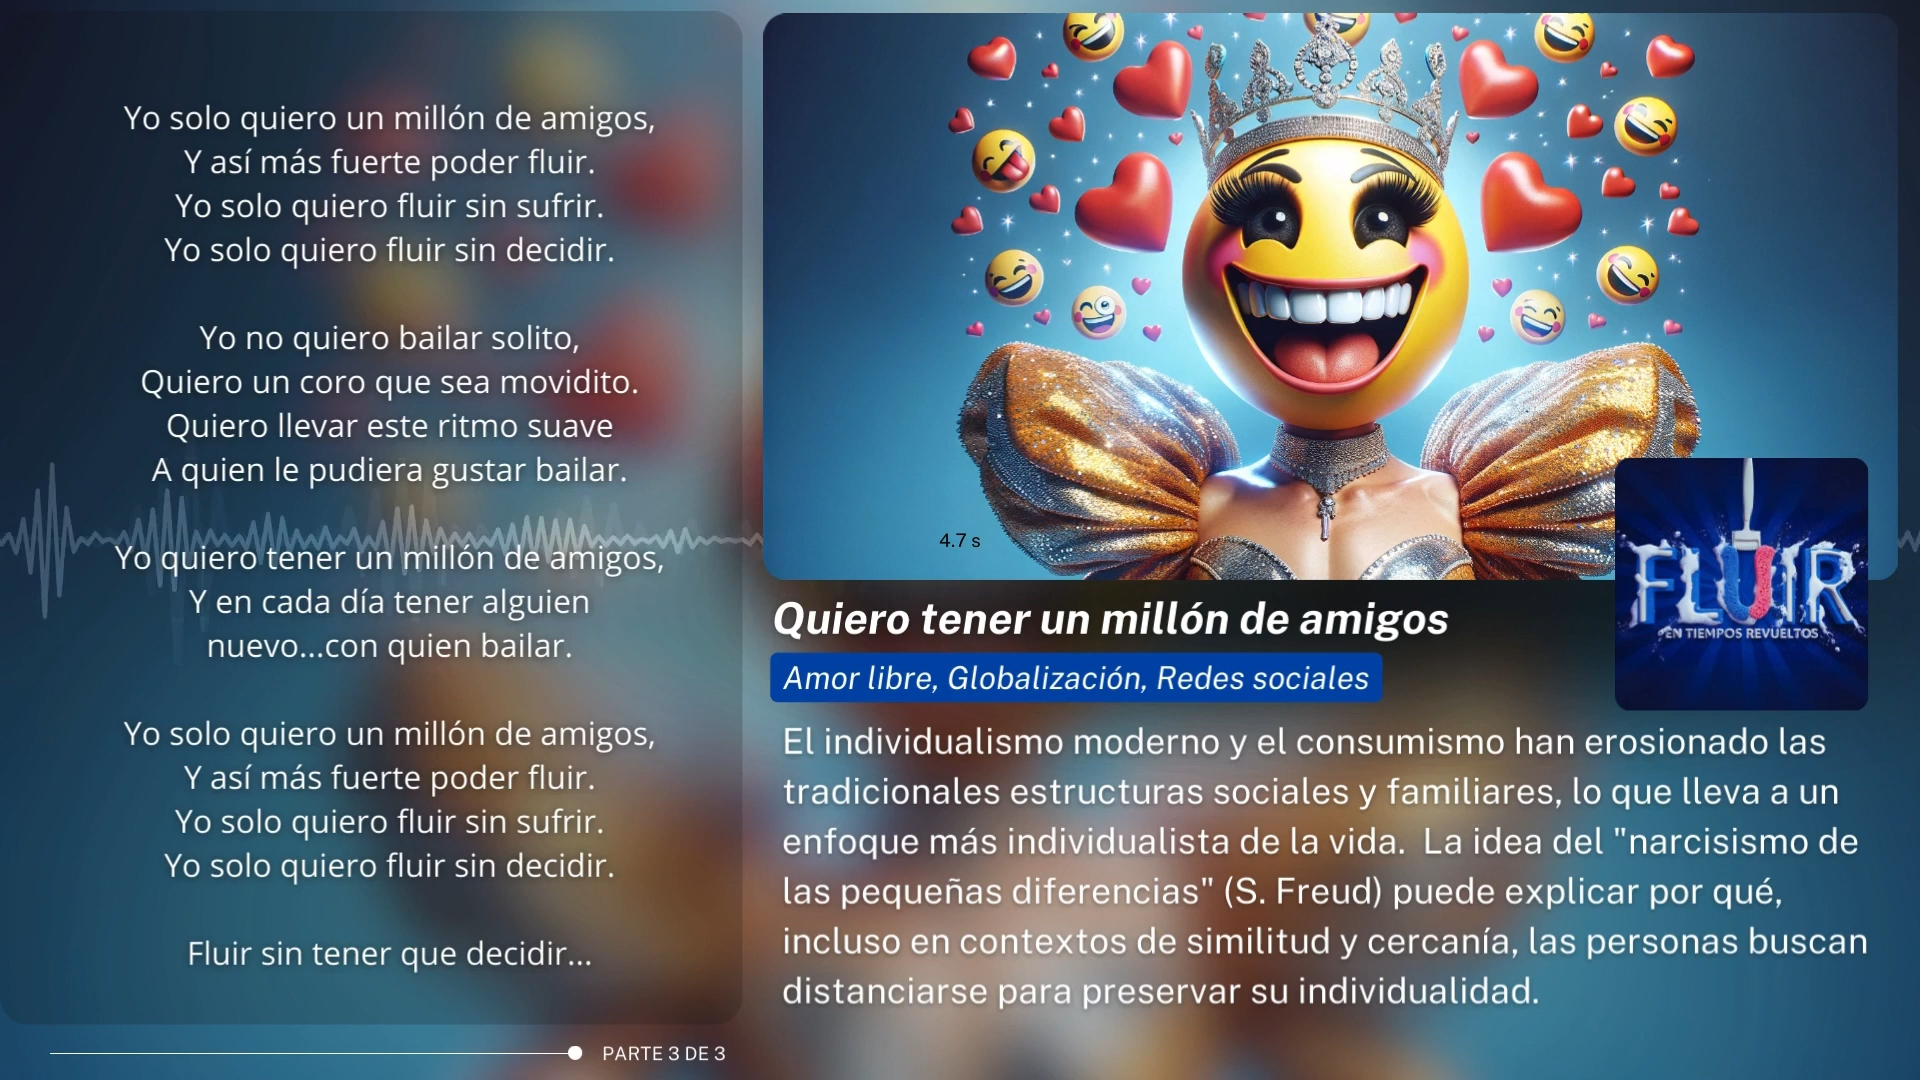 Yo solo quiero un millón de amigos,
Y así más fuerte poder fluir.
Yo solo quiero fluir sin sufrir.
Yo solo quiero fluir sin decidir.
Yo no quiero bailar solito,
Quiero un coro que sea movidito.
Quiero llevar este ritmo suave
A quien le pudiera gustar bailar.
Yo quiero tener un millón de amigos,
Y en cada día tener alguien
nuevo...con quien bailar.
Yo solo quiero un millón de amigos,
Y así más fuerte poder fluir.
Yo solo quiero fluir sin sufrir.
Yo solo quiero fluir sin decidir.
Fluir sin tener que decidir...
PARTE 3 DE 3
4.7 s
FLUIR
EN TIEMPOS REVUELTOS
Quiero tener un millón de amigos
Amor libre, Globalización, Redes sociales
El individualismo moderno y el consumismo han erosionado las
tradicionales estructuras sociales y familiares, lo que lleva a un
enfoque más individualista de la vida.  La idea del "narcisismo de
las pequeñas diferencias" (S. Freud) puede explicar por qué,
incluso en contextos de similitud y cercanía, las personas buscan
distanciarse para preservar su individualidad.